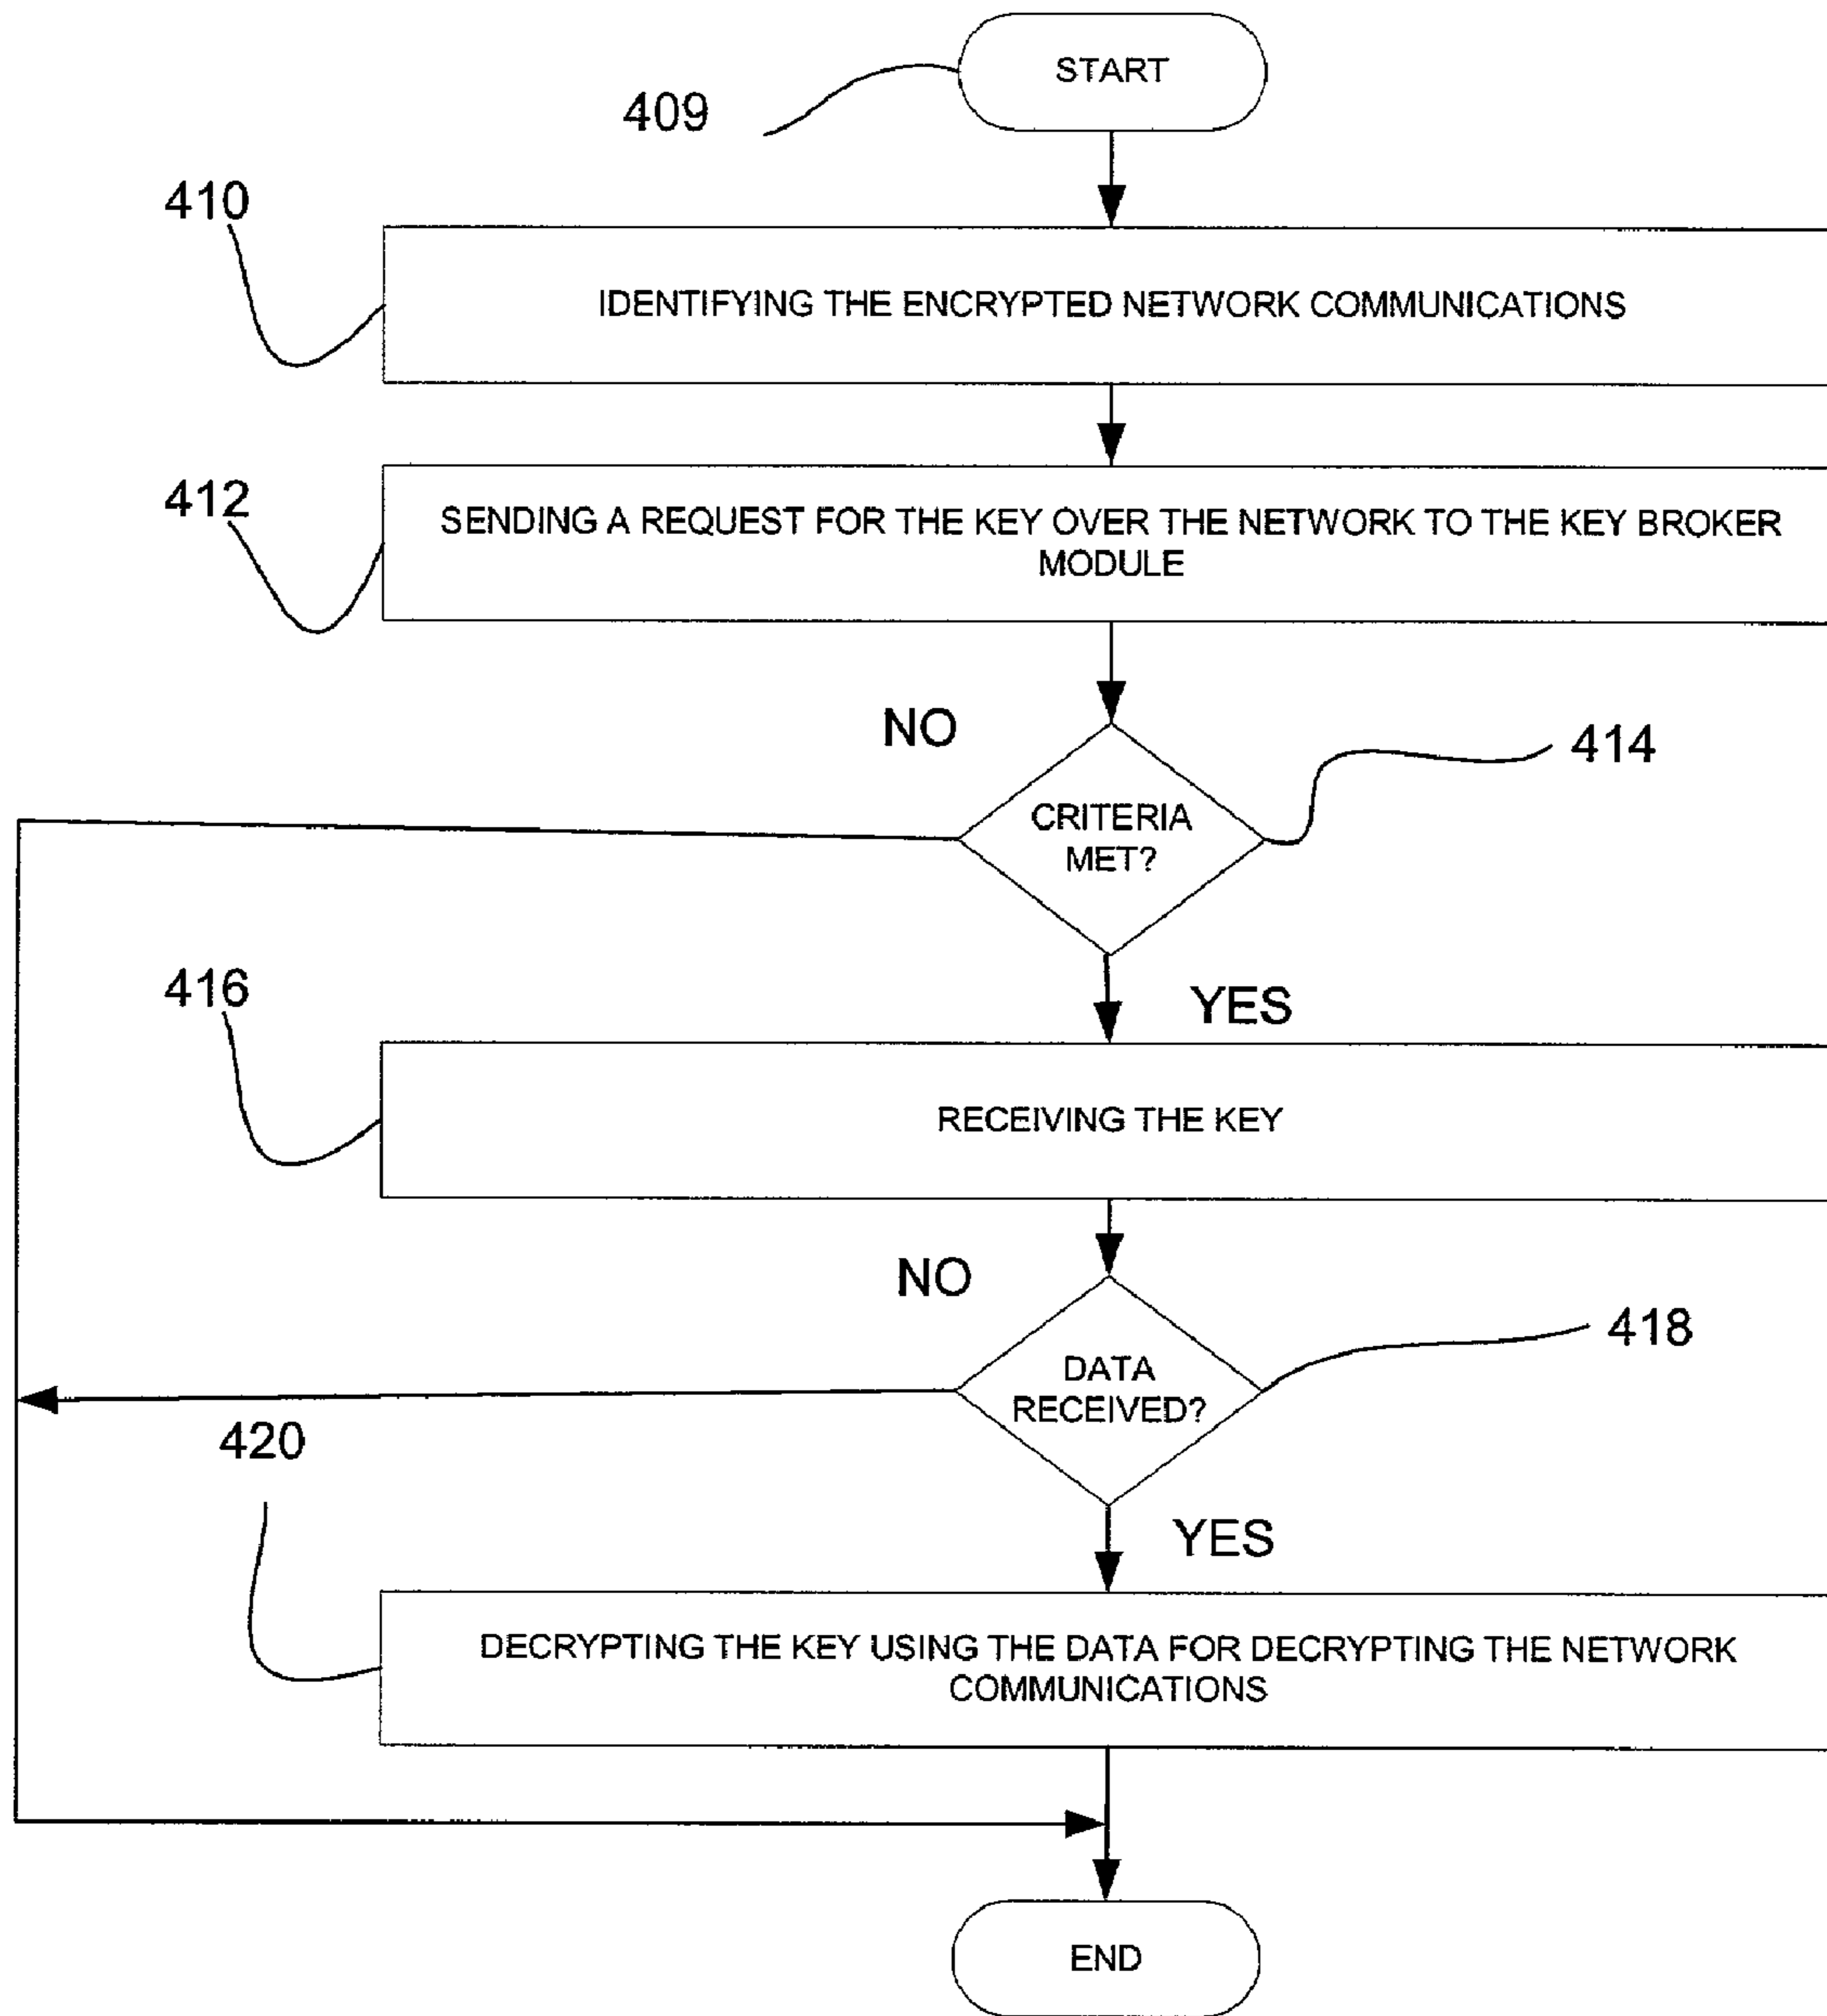 START
409
410
IDENTIFYING THE ENCRYPTED NETWORK COMMUNICATIONS
412
SENDING A REQUEST FOR THE KEY OVER THE NETWORK TO THE KEY BROKER
MODULE
NO
414
CRITERIA
MET?
416
YES
RECEIVING THE KEY
NO
418
DATA
RECEIVED?
420
YES
DECRYPTING THE KEY USING THE DATA FOR DECRYPTING THE NETWORK
COMMUNICATIONS
END